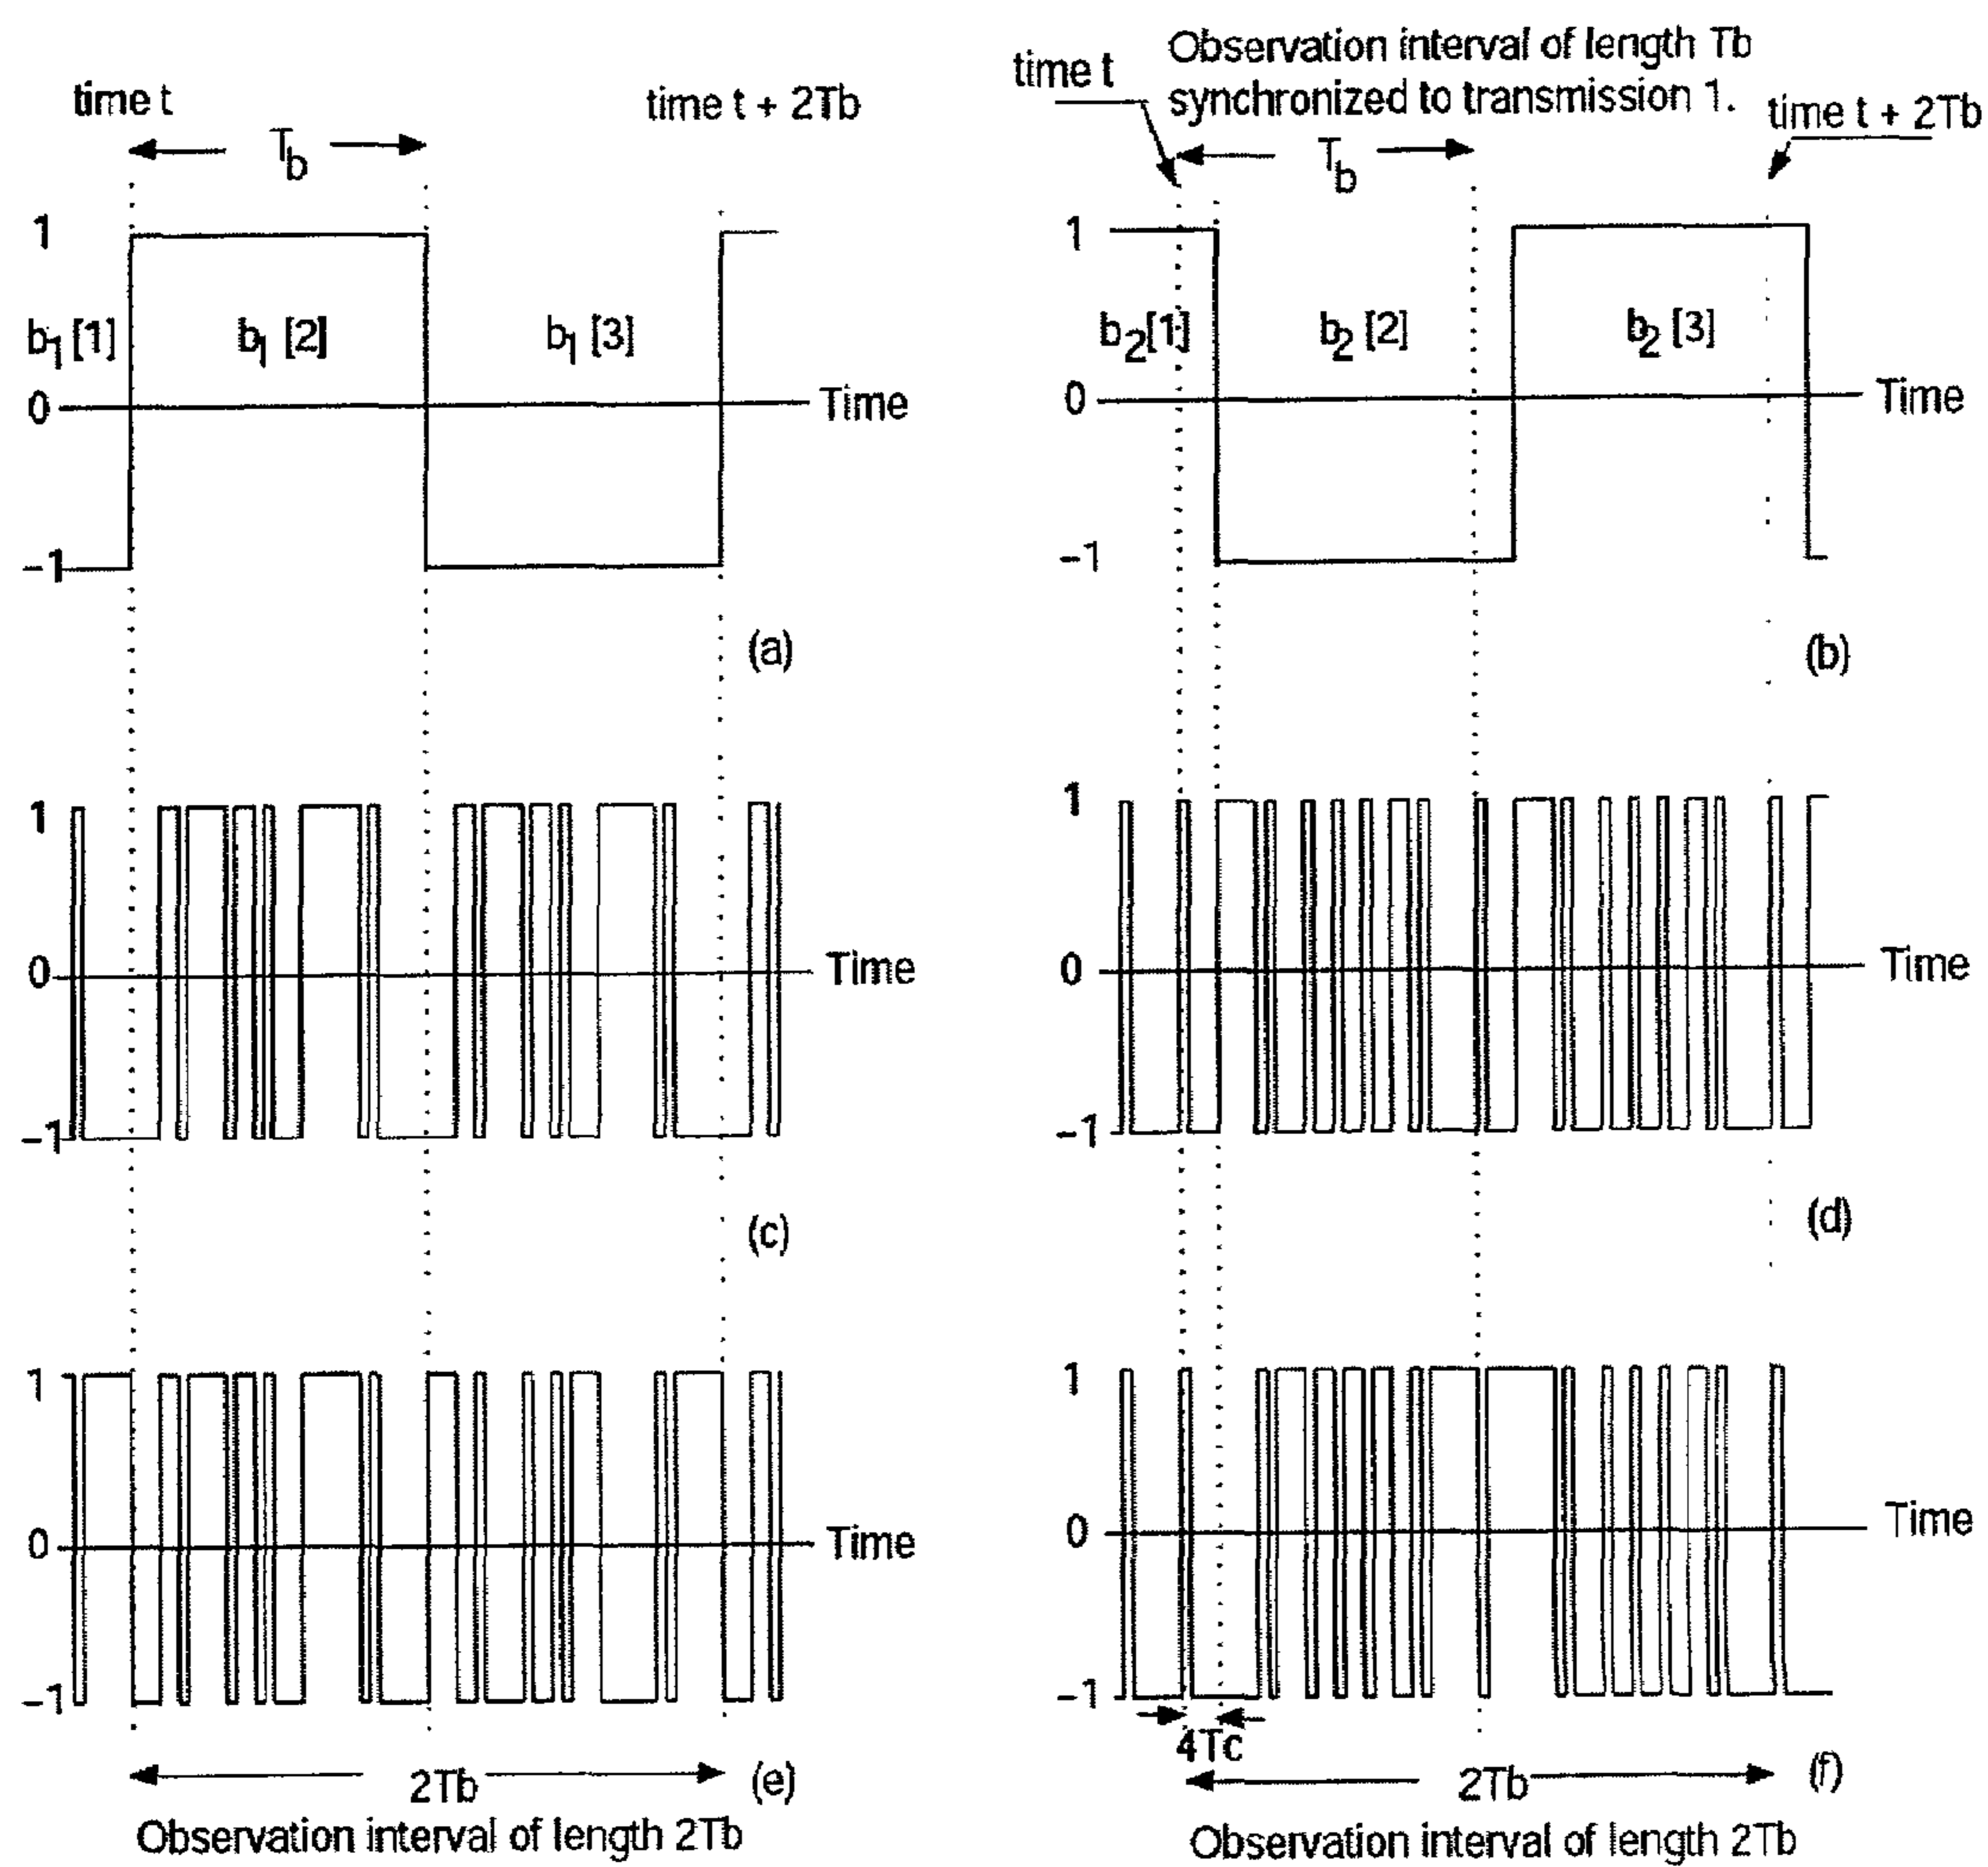 time t
time t + 2Tb
Tb
1
b1 [1]
b1 [2]
b1 [3]
0
Time
-1
(a)
time t
Observation interval of length Tb
synchronized to transmission 1.
time t + 2Tb
Tb
1
b2[1]
b2 [2]
b2 [3]
0
Time
-1
(b)
1
0
Time
-1
(c)
1
0
Time
-1
(d)
1
0
Time
-1
2Tb
(e)
Observation interval of length 2Tb
1
0
Time
-1
4Tc
2Tb
(f)
Observation interval of length 2Tb